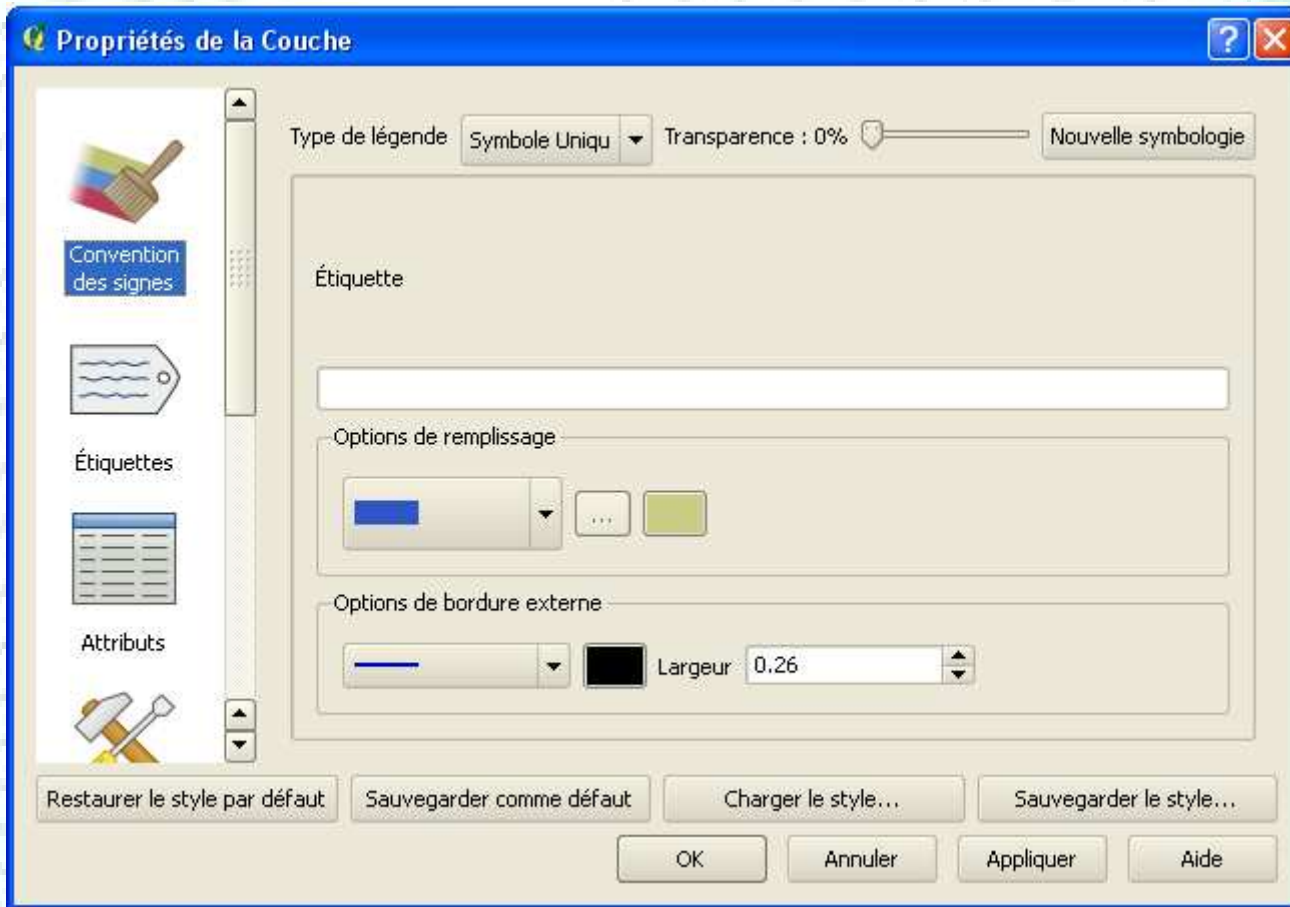 Propriétés de la Couche
Type de légende Symbole Uniqu Transparence : 0% Nouvelle symbologie
Convention
des signes
Étiquette
Étiquettes
Options de remplissage
...
Attributs
Options de bordure externe
Largeur 0.26
Restaurer le style par défaut Sauvegarder comme défaut Charger le style... Sauvegarder le style...
OK Annuler Appliquer Aide